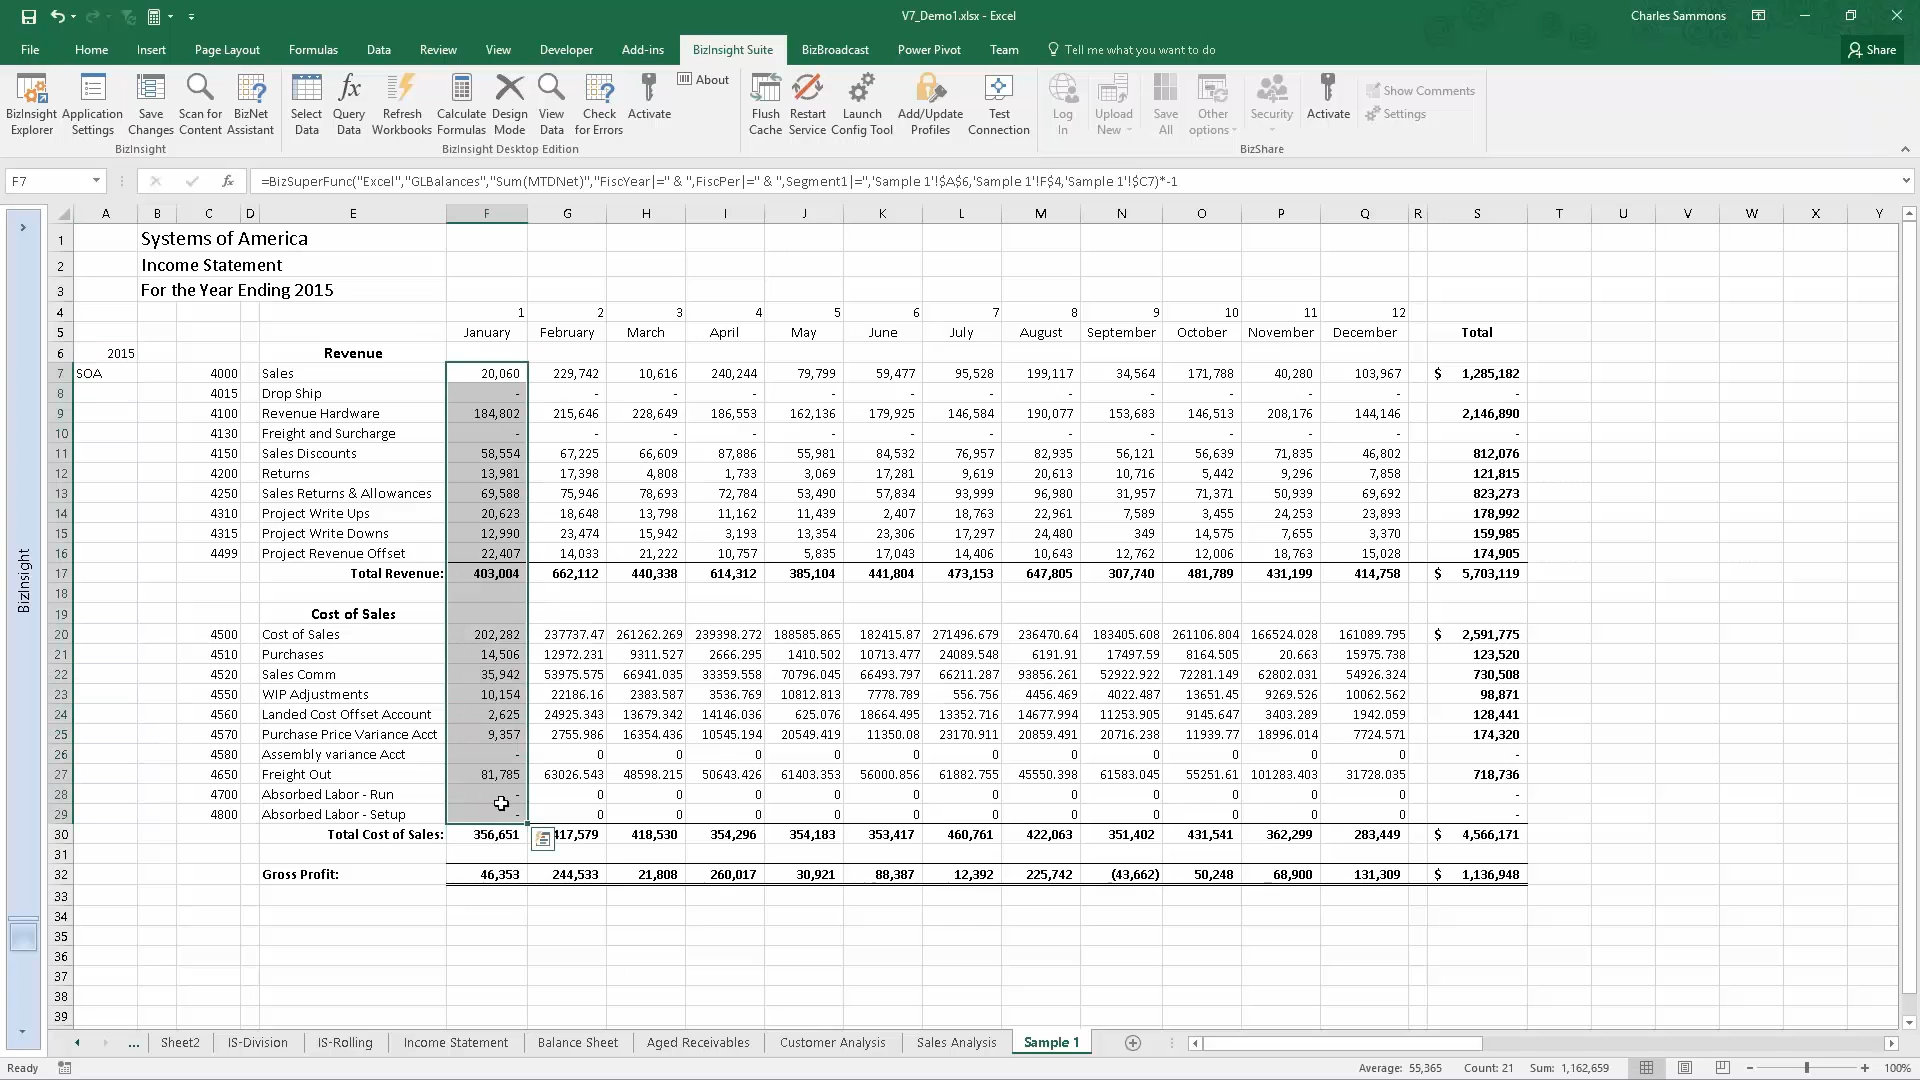 V7_Demo1.xlsx - Excel
Charles Sammons
File Home Insert Page Layout Formulas Data Review View Developer Add-ins BizInsight Suite BizBroadcast Power Pivot Team Tell me what you want to do Share
BizInsight Explorer Application Settings Save Changes Scan for Content BizNet Assistant Select Data Query Data Refresh Workbooks Calculate Formulas Design Mode View Data Check for Errors Activate About Flush Cache Restart Service Launch Config Tool Add/Update Profiles Test Connection Log In Upload New Save All Other options Security Activate Show Comments Settings
BizInsight BizInsight Desktop Edition BizShare
F7 fx =BizSuperFunc("Excel","GLBalances","Sum(MTDNet)","FiscYear|=" & ",FiscPer|=" & ",Segment1|=",'Sample 1'!$A$6,'Sample 1'!F$4,'Sample 1'!$C7)*-1
A B C D E F G H I J K L M N O P Q R S T U V W X Y
BizInsight
1 Systems of America
2 Income Statement
3 For the Year Ending 2015
4 1 2 3 4 5 6 7 8 9 10 11 12
5 January February March April May June July August September October November December Total
6 2015 Revenue
7 SOA 4000 Sales 20,060 229,742 10,616 240,244 79,799 59,477 95,528 199,117 34,564 171,788 40,280 103,967 $ 1,285,182
8 4015 Drop Ship - - - - - - - - - - - - -
9 4100 Revenue Hardware 184,802 215,646 228,649 186,553 162,136 179,925 146,584 190,077 153,683 146,513 208,176 144,146 2,146,890
10 4130 Freight and Surcharge - - - - - - - - - - - - -
11 4150 Sales Discounts 58,554 67,225 66,609 87,886 55,981 84,532 76,957 82,935 56,121 56,639 71,835 46,802 812,076
12 4200 Returns 13,981 17,398 4,808 1,733 3,069 17,281 9,619 20,613 10,716 5,442 9,296 7,858 121,815
13 4250 Sales Returns & Allowances 69,588 75,946 78,693 72,784 53,490 57,834 93,999 96,980 31,957 71,371 50,939 69,692 823,273
14 4310 Project Write Ups 20,623 18,648 13,798 11,162 11,439 2,407 18,763 22,961 7,589 3,455 24,253 23,893 178,992
15 4315 Project Write Downs 12,990 23,474 15,942 3,193 13,354 23,306 17,297 24,480 349 14,575 7,655 3,370 159,985
16 4499 Project Revenue Offset 22,407 14,033 21,222 10,757 5,835 17,043 14,406 10,643 12,762 12,006 18,763 15,028 174,905
17 Total Revenue: 403,004 662,112 440,338 614,312 385,104 441,804 473,153 647,805 307,740 481,789 431,199 414,758 $ 5,703,119
18
19 Cost of Sales
20 4500 Cost of Sales 202,282 237737.47 261262.269 239398.272 188585.865 182415.87 271496.679 236470.64 183405.608 261106.804 166524.028 161089.795 $ 2,591,775
21 4510 Purchases 14,506 12972.231 9311.527 2666.295 1410.502 10713.477 24089.548 6191.91 17497.59 8164.505 20.663 15975.738 123,520
22 4520 Sales Comm 35,942 53975.575 66941.035 33359.558 70796.045 66493.797 66211.287 93856.261 52922.922 72281.149 62802.031 54926.324 730,508
23 4550 WIP Adjustments 10,154 22186.16 2383.587 3536.769 10812.813 7778.789 556.756 4456.469 4022.487 13651.45 9269.526 10062.562 98,871
24 4560 Landed Cost Offset Account 2,625 24925.343 13679.342 14146.036 625.076 18664.495 13352.716 14677.994 11253.905 9145.647 3403.289 1942.059 128,441
25 4570 Purchase Price Variance Acct 9,357 2755.986 16354.436 10545.194 20549.419 11350.08 23170.911 20859.491 20716.238 11939.77 18996.014 7724.571 174,320
26 4580 Assembly variance Acct - 0 0 0 0 0 0 0 0 0 0 0 -
27 4650 Freight Out 81,785 63026.543 48598.215 50643.426 61403.353 56000.856 61882.755 45550.398 61583.045 55251.61 101283.403 31728.035 718,736
28 4700 Absorbed Labor - Run - 0 0 0 0 0 0 0 0 0 0 0 -
29 4800 Absorbed Labor - Setup - 0 0 0 0 0 0 0 0 0 0 0 -
30 Total Cost of Sales: 356,651 417,579 418,530 354,296 354,183 353,417 460,761 422,063 351,402 431,541 362,299 283,449 $ 4,566,171
31
32 Gross Profit: 46,353 244,533 21,808 260,017 30,921 88,387 12,392 225,742 (43,662) 50,248 68,900 131,309 $ 1,136,948
33
34
35
36
37
38
39
... Sheet2 IS-Division IS-Rolling Income Statement Balance Sheet Aged Receivables Customer Analysis Sales Analysis Sample 1
Ready Average: 55,365 Count: 21 Sum: 1,162,659 100%